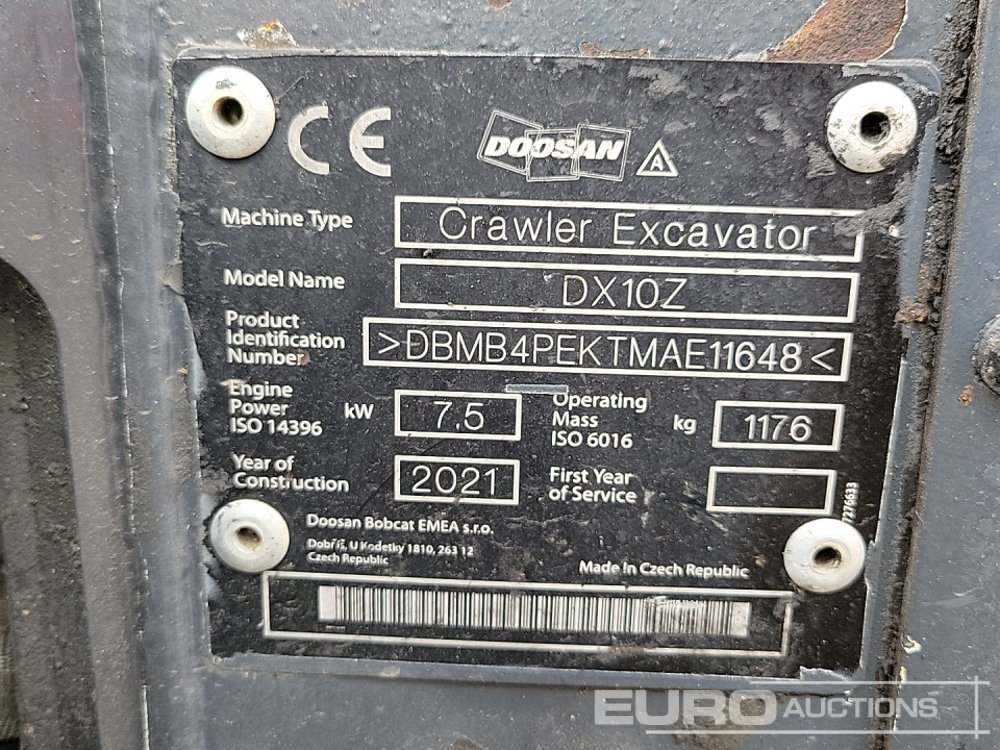 CE DOOSAN A
Machine Type Crawler Excavator
Model Name DX10Z
Product
Identification
Number >DBMB4PEKTMAE11648<
Engine
Power kW 7.5
ISO 14396
Operating
Mass kg 1176
ISO 6016
Year of
Construction 2021
First Year
of Service
7276633
Doosan Bobcat EMEA s.r.o.
Dobříš, U Kodetky 1810, 263 12
Czech Republic
Made in Czech Republic
EURO AUCTIONS